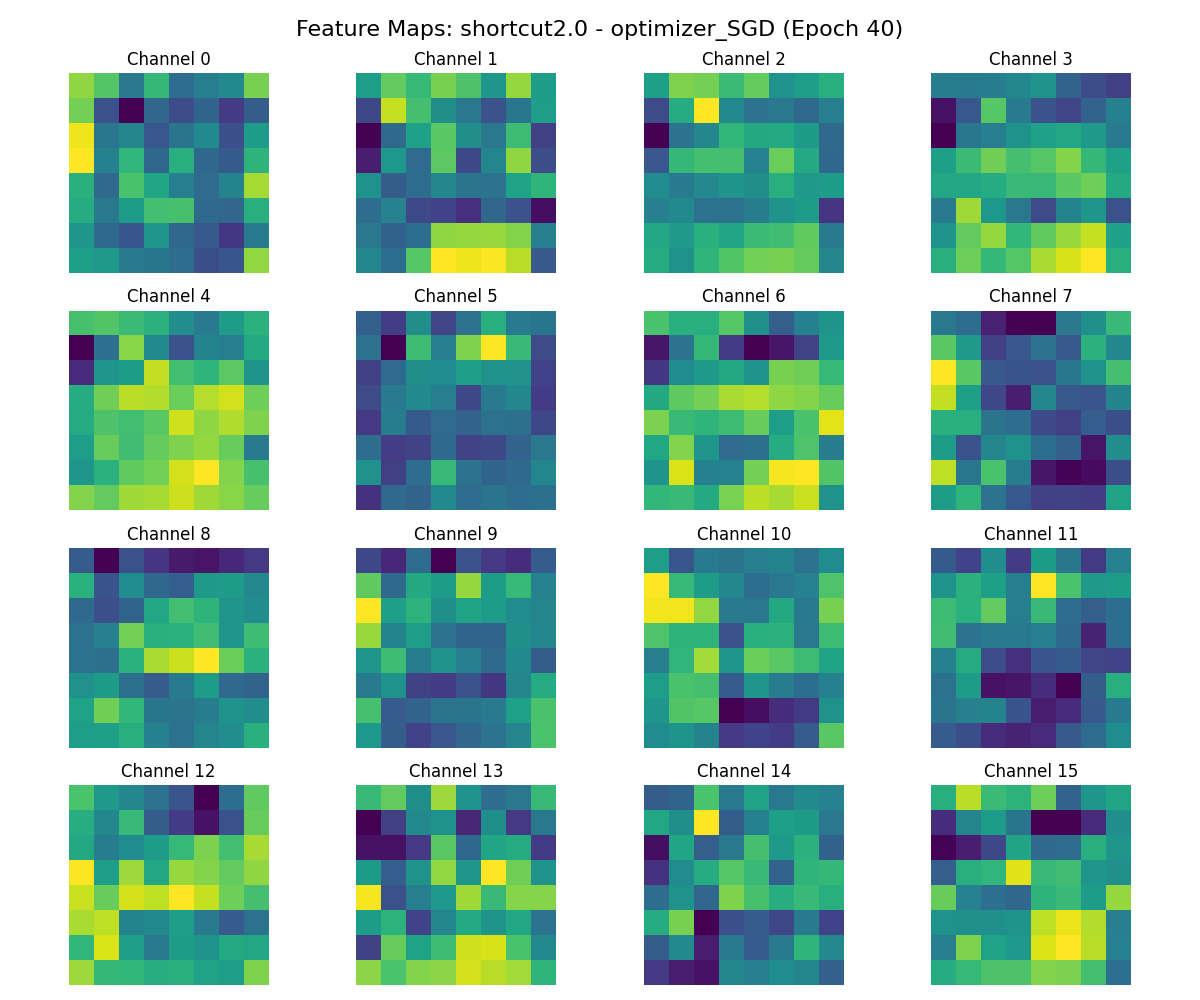 Feature Maps: shortcut2.0 - optimizer_SGD (Epoch 40)
Channel 0 Channel 1 Channel 2 Channel 3
Channel 4 Channel 5 Channel 6 Channel 7
Channel 8 Channel 9 Channel 10 Channel 11
Channel 12 Channel 13 Channel 14 Channel 15